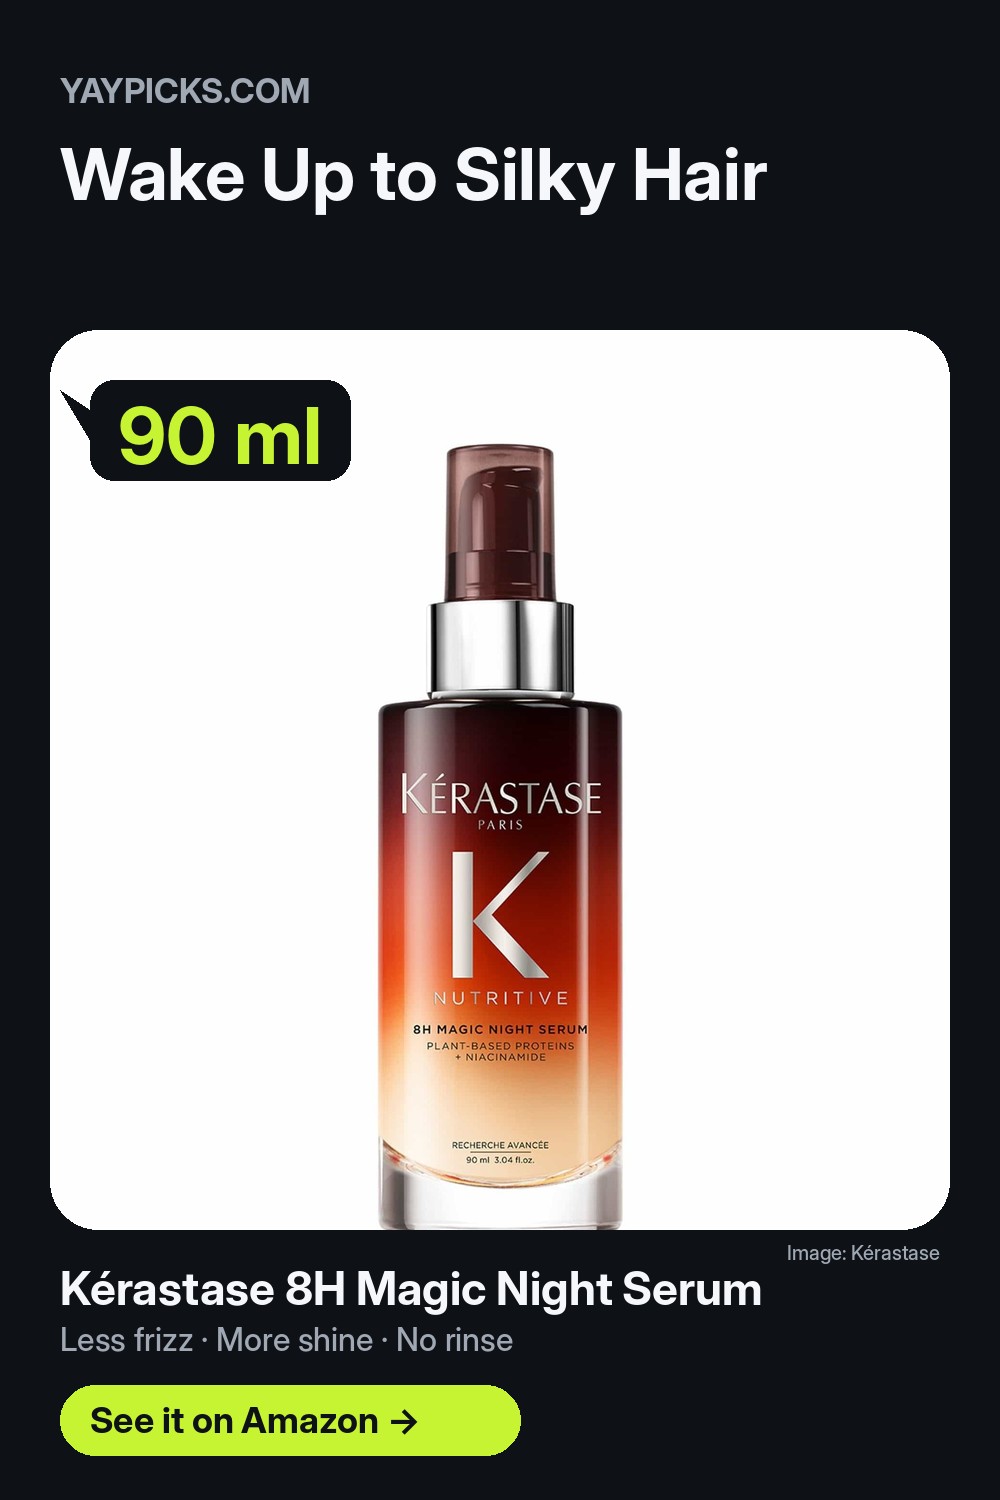 YAYPICKS.COM
Wake Up to Silky Hair
90 ml
KÉRASTASE
PARIS
K
NUTRITIVE
8H MAGIC NIGHT SERUM
PLANT-BASED PROTEINS
+ NIACINAMIDE
RECHERCHE AVANCÉE
90 ml 3.04 fl.oz.
Image: Kérastase
Kérastase 8H Magic Night Serum
Less frizz · More shine · No rinse
See it on Amazon →